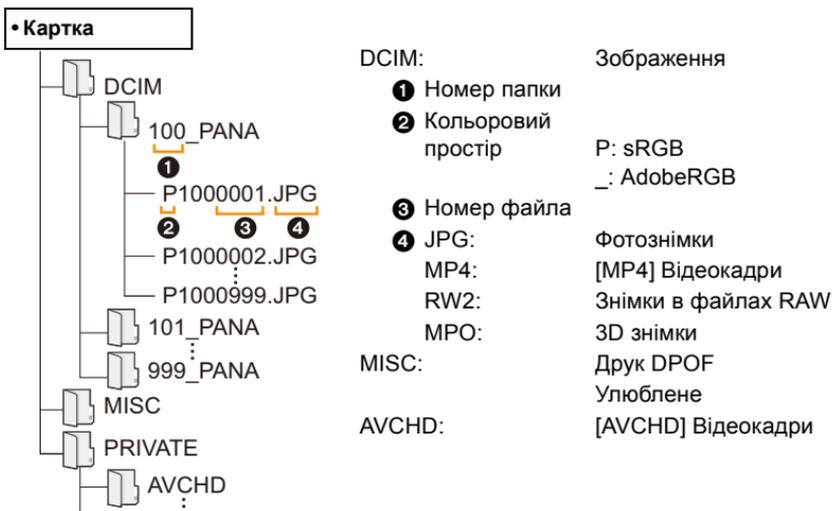 • Картка
DCIM
100_PANA
❶
P1000001.JPG
❷ ❸ ❹
P1000002.JPG
P1000999.JPG
101_PANA
999_PANA
MISC
PRIVATE
AVCHD
DCIM: Зображення
❶ Номер папки
❷ Кольоровий
простір P: sRGB
_: AdobeRGB
❸ Номер файла
❹ JPG: Фотознімки
MP4: [MP4] Відеокадри
RW2: Знімки в файлах RAW
MPO: 3D знімки
MISC: Друк DPOF
Улюблене
AVCHD: [AVCHD] Відеокадри